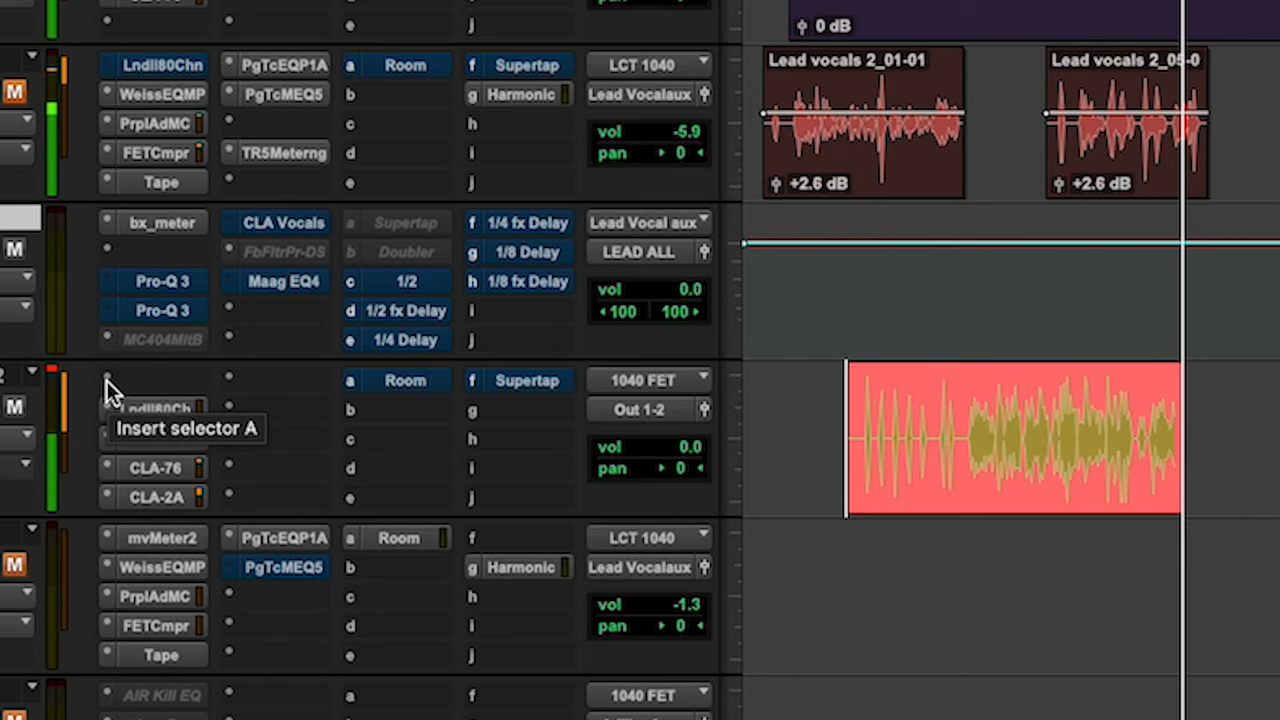 j
0 dB
LndlI80Chn PgTcEQP1A a Room f Supertap LCT 1040 Lead vocals 2_01-01 Lead vocals 2_05-0
M WeissEQMP PgTcMEQ5 b g Harmonic Lead Vocalaux
PrplAdMC c h vol -5.9
FETCmpr TR5Meterng d i pan 0
Tape e j +2.6 dB +2.6 dB
bx_meter CLA Vocals a Supertap f 1/4 fx Delay Lead Vocal aux
M FbFltrPr-DS b Doubler g 1/8 Delay LEAD ALL
Pro-Q 3 Maag EQ4 c 1/2 h 1/8 fx Delay vol 0.0
Pro-Q 3 d 1/2 fx Delay i 100 100
MC404MltB e 1/4 Delay j
2 a Room f Supertap 1040 FET
M LndlI80Ch b g Out 1-2
Insert selector A c h vol 0.0
CLA-76 d i pan 0
CLA-2A e j
mvMeter2 PgTcEQP1A a Room f LCT 1040
M WeissEQMP PgTcMEQ5 b g Harmonic Lead Vocalaux
PrplAdMC c h vol -1.3
FETCmpr d i pan 0
Tape e j
AIR Kill EQ a f 1040 FET